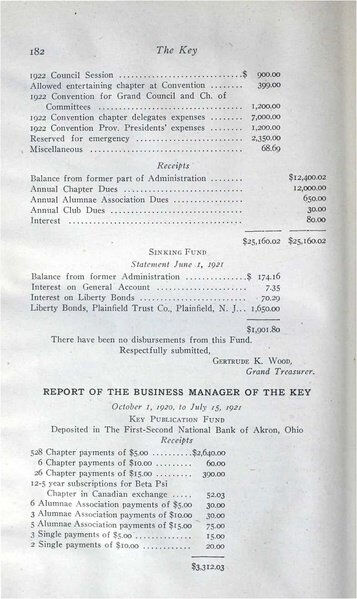 182 The Key
1922 Council Session ........................$ 900.00
Allowed entertaining chapter at Convention ........ 399.00
1922 Convention for Grand Council and Ch. of
Committees .............................. 1,200.00
1922 Convention chapter delegates expenses ........ 7,000.00
1922 Convention Prov. Presidents' expenses ........ 1,200.00
Reserved for emergency ........................ 2,350.00
Miscellaneous ................................ 68.69
Receipts
Balance from former part of Administration ........ $12,400.02
Annual Chapter Dues .......................... 12,000.00
Annual Alumnae Association Dues ................ 650.00
Annual Club Dues ............................ 30.00
Interest .................................... 80.00
$25,160.02 $25,160.02
Sinking Fund
Statement June 1, 1921
Balance from former Administration .............$ 174.16
Interest on General Account .................... 7.35
Interest on Liberty Bonds ...................... 70.29
Liberty Bonds, Plainfield Trust Co., Plainfield, N. J... 1,650.00
$1,901.80
There have been no disbursements from this Fund.
Respectfully submitted,
Gertrude K. Wood,
Grand Treasurer.
REPORT OF THE BUSINESS MANAGER OF THE KEY
October 1, 1920, to July 15, 1921
Key Publication Fund
Deposited in The First-Second National Bank of Akron, Ohio
Receipts
528 Chapter payments of $5.00 ..........$2,640.00
6 Chapter payments of $10.00 ......... 60.00
26 Chapter payments of $15.00 ......... 390.00
12-5 year subscriptions for Beta Psi
Chapter in Canadian exchange ..... 52.03
6 Alumnae Association payments of $5.00 30.00
3 Alumnae Association payments of $10.00 30.00
5 Alumnae Association payments of $15.00 75.00
3 Single payments of $5.00 ............. 15.00
2 Single payments of $10.00 ............ 20.00
$3,312.03